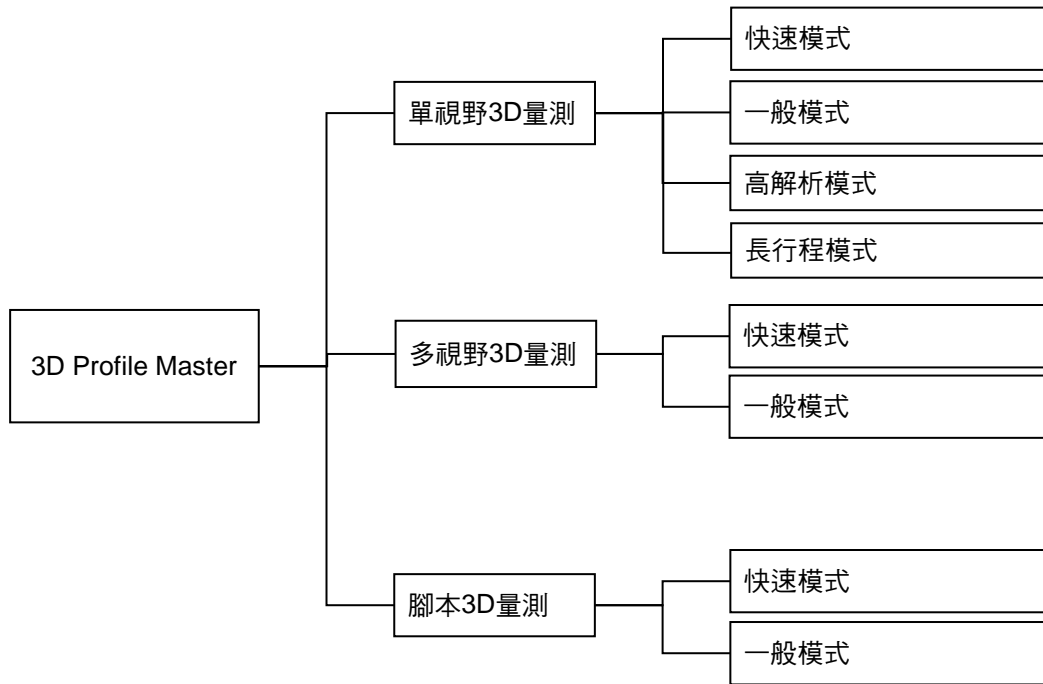 3D Profile Master
單視野3D量測
快速模式
一般模式
高解析模式
長行程模式
多視野3D量測
快速模式
一般模式
腳本3D量測
快速模式
一般模式